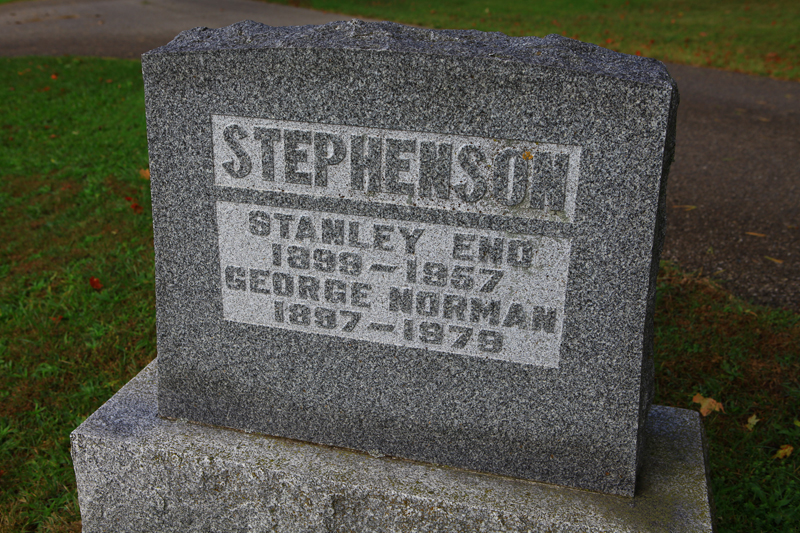 STEPHENSON
STANLEY ENO
1899-1957
GEORGE NORMAN
1897-1979